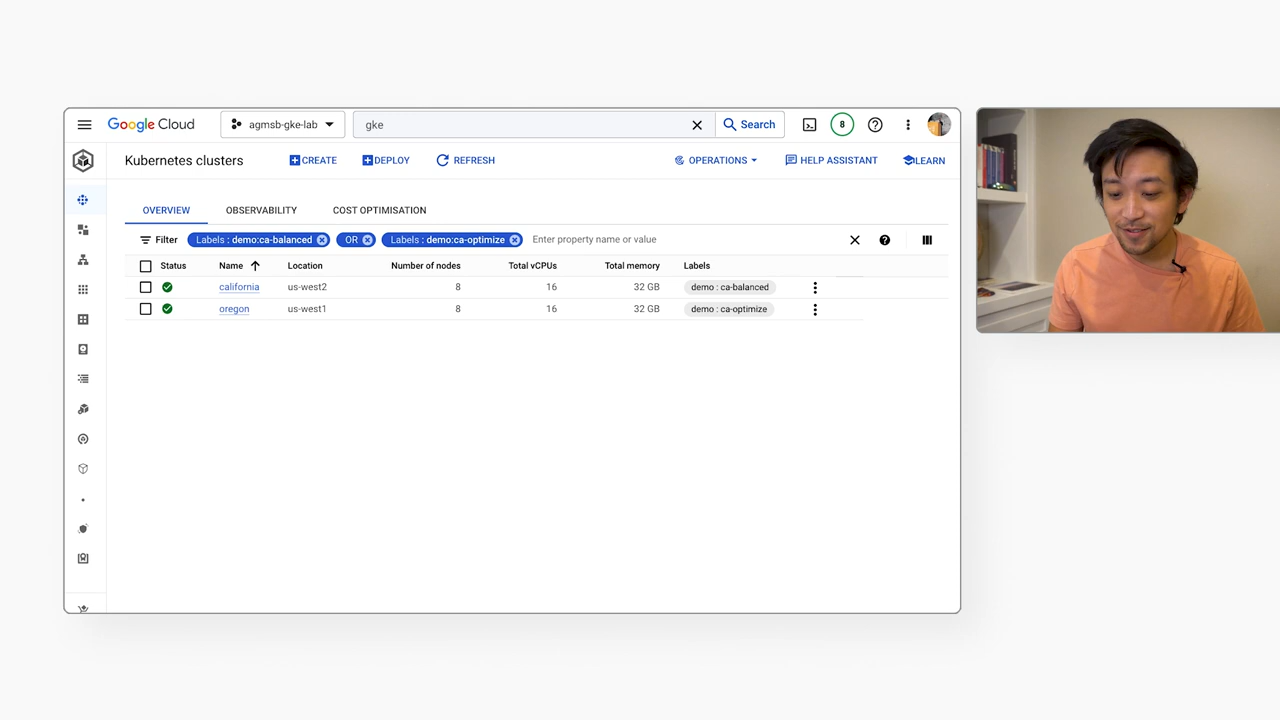 Google Cloud agmsb-gke-lab gke Search 8
Kubernetes clusters CREATE DEPLOY REFRESH OPERATIONS HELP ASSISTANT LEARN
OVERVIEW OBSERVABILITY COST OPTIMISATION
Filter Labels : demo:ca-balanced OR Labels : demo:ca-optimize Enter property name or value
Status Name Location Number of nodes Total vCPUs Total memory Labels
california us-west2 8 16 32 GB demo : ca-balanced
oregon us-west1 8 16 32 GB demo : ca-optimize